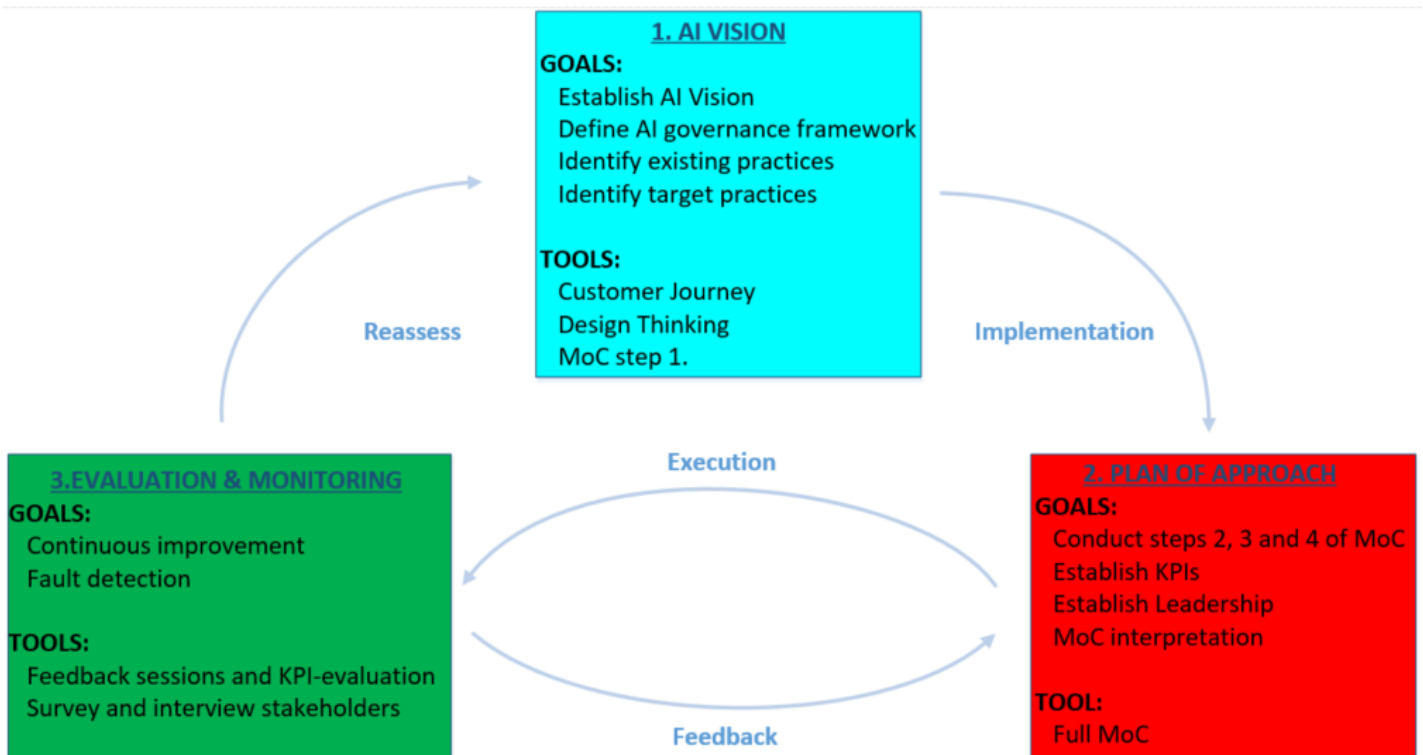 1. AI VISION
GOALS:
Establish AI Vision
Define AI governance framework
Identify existing practices
Identify target practices
TOOLS:
Customer Journey
Design Thinking
MoC step 1.
Reassess
Implementation
3.EVALUATION & MONITORING
GOALS:
Continuous improvement
Fault detection
TOOLS:
Feedback sessions and KPI-evaluation
Survey and interview stakeholders
Execution
Feedback
2. PLAN OF APPROACH
GOALS:
Conduct steps 2, 3 and 4 of MoC
Establish KPIs
Establish Leadership
MoC interpretation
TOOL:
Full MoC